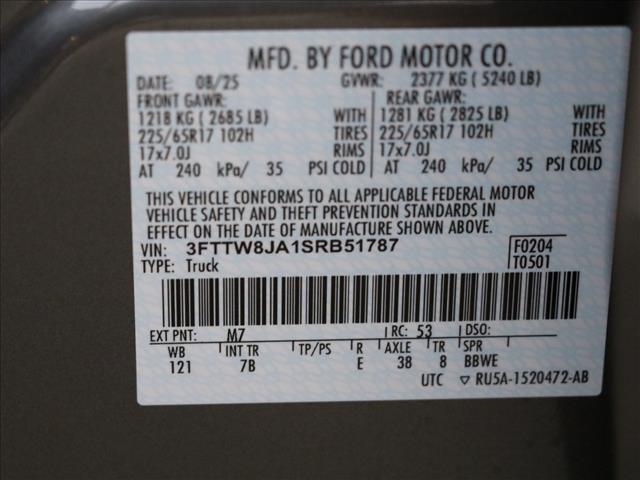 MFD. BY FORD MOTOR CO.
DATE: 08/25 GVWR: 2377 KG ( 5240 LB)
FRONT GAWR: REAR GAWR:
1218 KG ( 2685 LB) WITH 1281 KG ( 2825 LB) WITH
225/65R17 102H TIRES 225/65R17 102H TIRES
17x7.0J RIMS 17x7.0J RIMS
AT 240 kPa/ 35 PSI COLD AT 240 kPa/ 35 PSI COLD
THIS VEHICLE CONFORMS TO ALL APPLICABLE FEDERAL MOTOR
VEHICLE SAFETY AND THEFT PREVENTION STANDARDS IN
EFFECT ON THE DATE OF MANUFACTURE SHOWN ABOVE.
VIN: 3FTTW8JA1SRB51787 F0204
TYPE: Truck T0501
EXT PNT: M7 RC: 53 DSO:
WB INT TR TP/PS R AXLE TR SPR
121 7B E 38 8 BBWE
UTC ▽ RU5A-1520472-AB